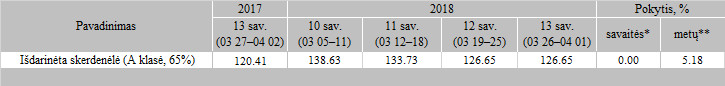 Pavadinimas 2017 2018 Pokytis, %
13 sav. (03 27–04 02) 10 sav. (03 05–11) 11 sav. (03 12–18) 12 sav. (03 19–25) 13 sav. (03 26–04 01) savaitės* metų**
Išdarinėta skerdenėlė (A klasė, 65%) 120.41 138.63 133.73 126.65 126.65 0.00 5.18